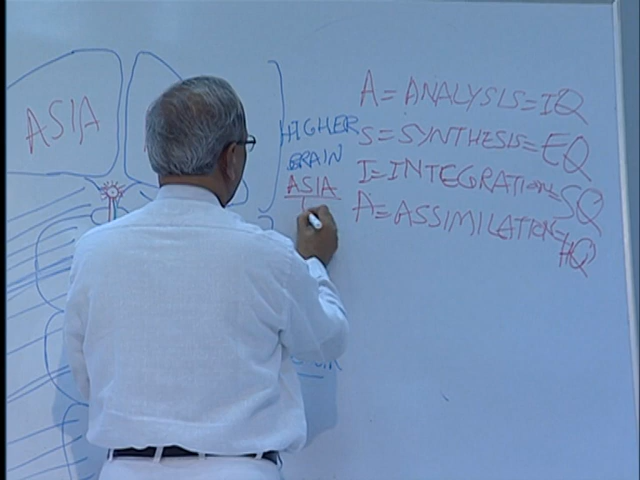 ASIA
HIGHER
BRAIN
ASIA
A=ANALYSIS=IQ
S=SYNTHESIS=EQ
I=INTEGRATION=SQ
A=ASSIMILATION=
HQ